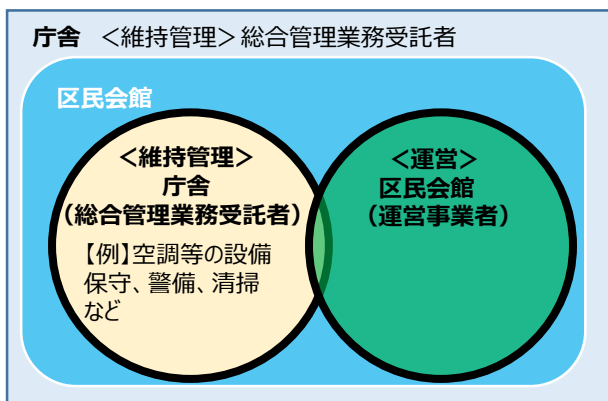 庁舎 <維持管理>総合管理業務受託者
区民会館
<維持管理>
庁舎
(総合管理業務受託者)
【例】空調等の設備
保守、警備、清掃
など
<運営>
区民会館
(運営事業者)